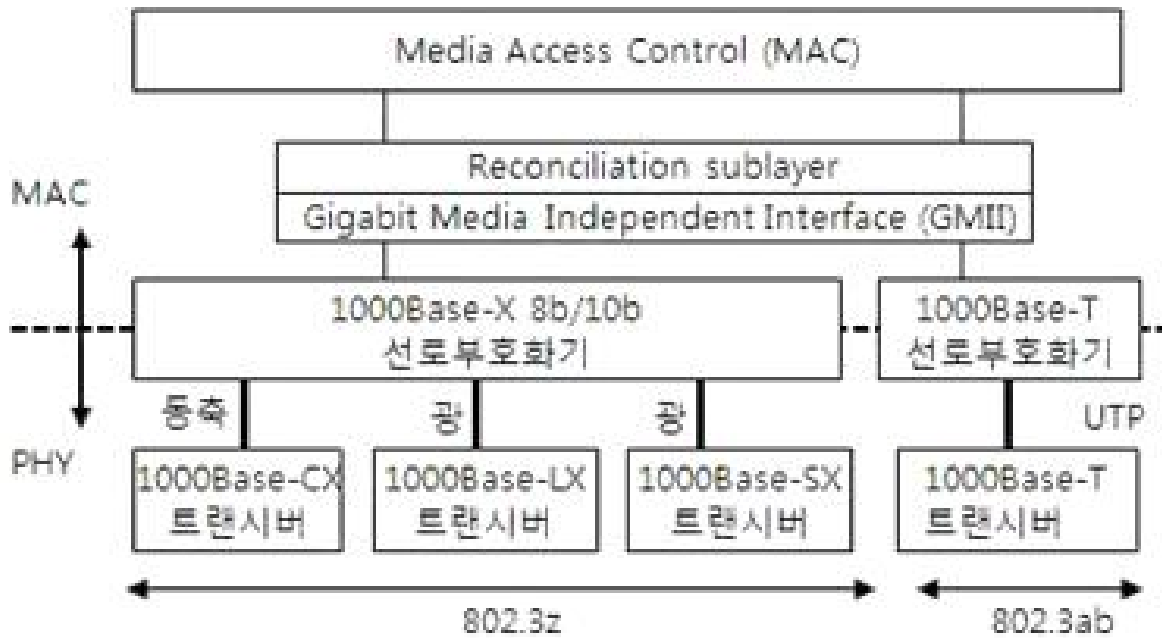 Media Access Control (MAC)
Reconciliation sublayer
MAC
Gigabit Media Independent Interface (GMII)
1000Base-X 8b/10b
선로부호화기
1000Base-T
선로부호화기
동축
광
광
UTP
PHY
1000Base-CX
트랜시버
1000Base-LX
트랜시버
1000Base-SX
트랜시버
1000Base-T
트랜시버
802.3z
802.3ab